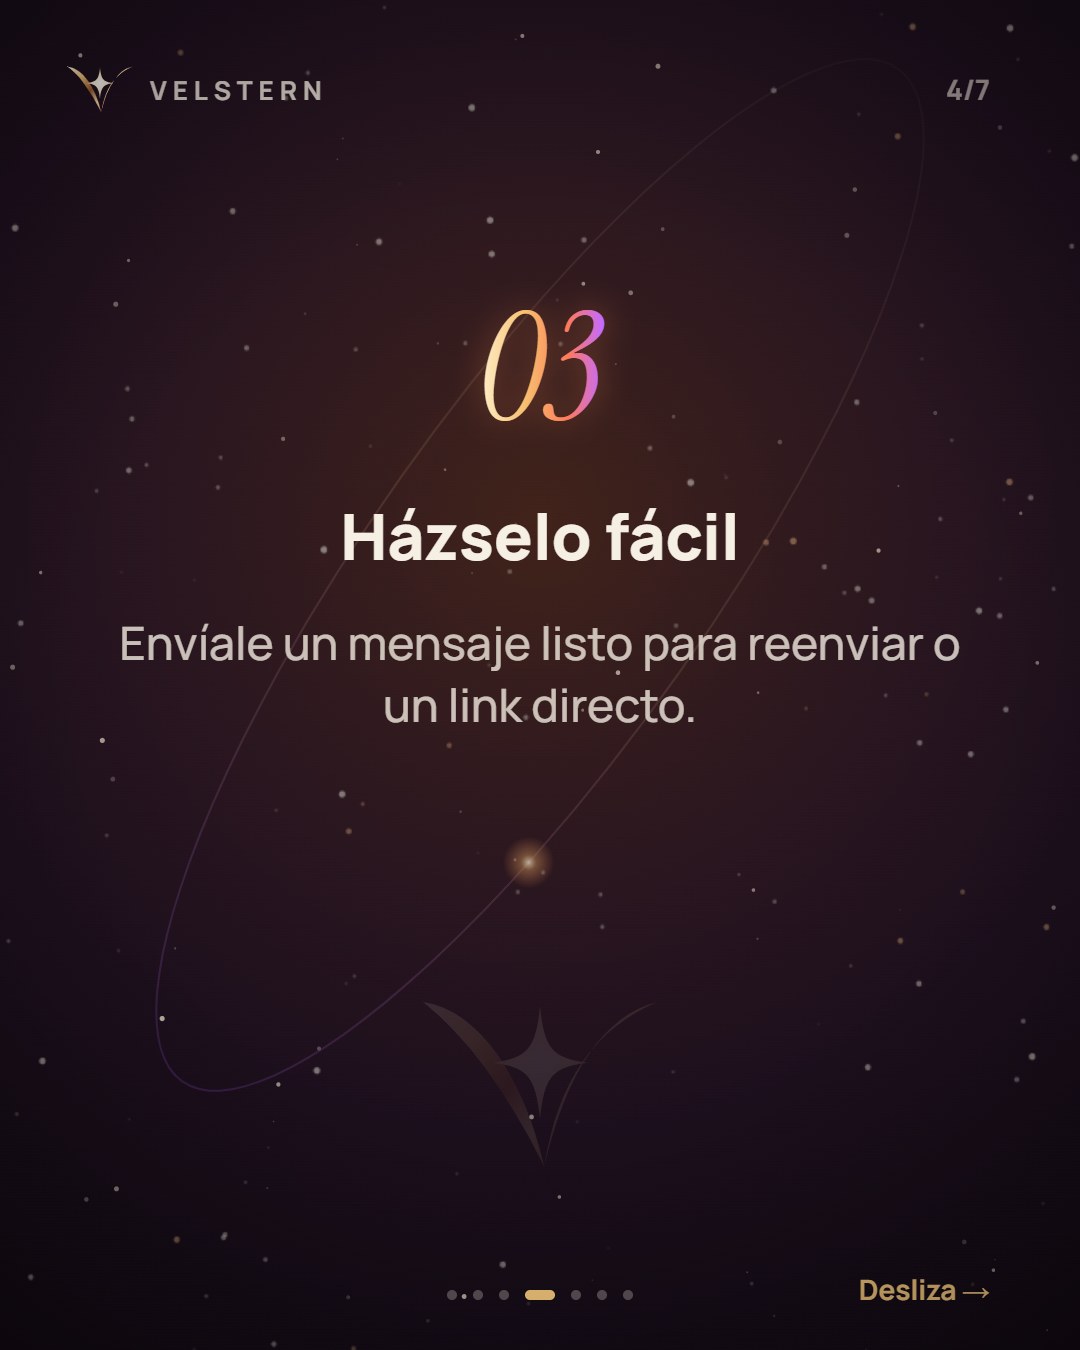 VELSTERN
4/7
03
Házselo fácil
Envíale un mensaje listo para reenviar o
un link directo.
Desliza →